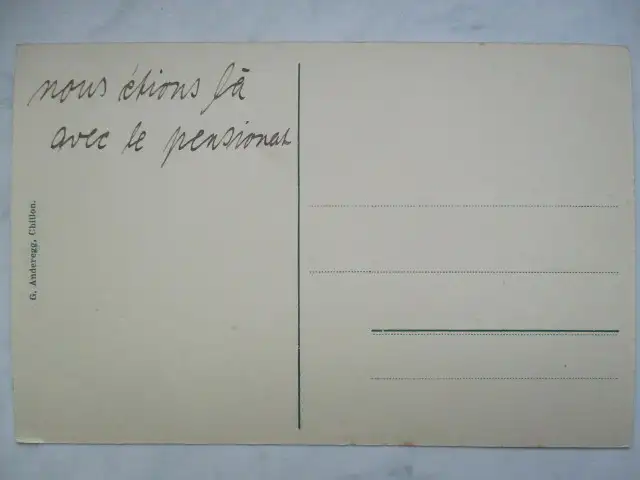 nous étions là
avec le pensionat
G. Anderegg, Chillon.